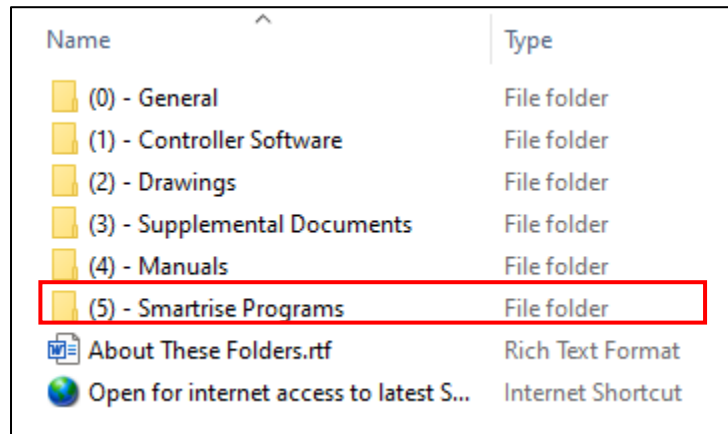 Name Type
(0) - General File folder
(1) - Controller Software File folder
(2) - Drawings File folder
(3) - Supplemental Documents File folder
(4) - Manuals File folder
(5) - Smartrise Programs File folder
About These Folders.rtf Rich Text Format
Open for internet access to latest S... Internet Shortcut